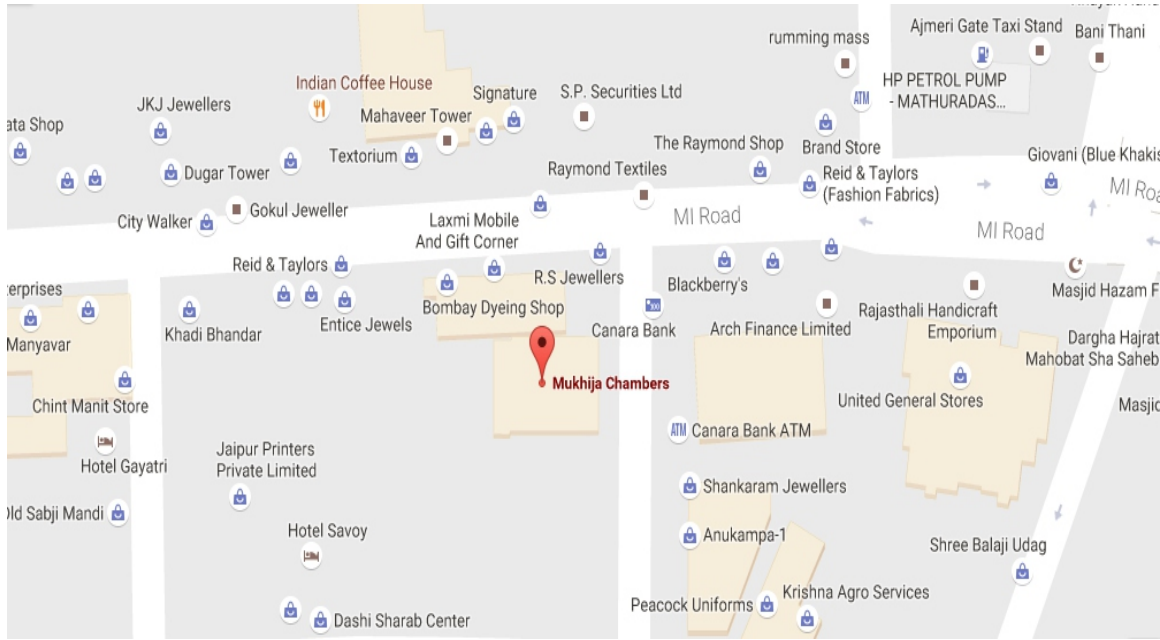 Ajmeri Gate Taxi Stand
Bani Thani
rumming mass
HP PETROL PUMP
- MATHURADAS...
ATM
Indian Coffee House
Signature
S.P. Securities Ltd
JKJ Jewellers
Mahaveer Tower
ata Shop
Textorium
The Raymond Shop
Brand Store
Giovani (Blue Khakis
Dugar Tower
Raymond Textiles
Reid & Taylors
(Fashion Fabrics)
MI Roa
City Walker
Gokul Jeweller
Laxmi Mobile
And Gift Corner
MI Road
MI Road
Reid & Taylors
R.S Jewellers
Blackberry's
Masjid Hazam F
terprises
Khadi Bhandar
Entice Jewels
Bombay Dyeing Shop
Canara Bank
Arch Finance Limited
Rajasthali Handicraft
Emporium
Manyavar
Dargha Hajrat
Mahobat Sha Saheb
Mukhija Chambers
Chint Manit Store
United General Stores
Masjid
ATM
Canara Bank ATM
Hotel Gayatri
Jaipur Printers
Private Limited
Shankaram Jewellers
Old Sabji Mandi
Hotel Savoy
Anukampa-1
Shree Balaji Udag
Peacock Uniforms
Krishna Agro Services
Dashi Sharab Center